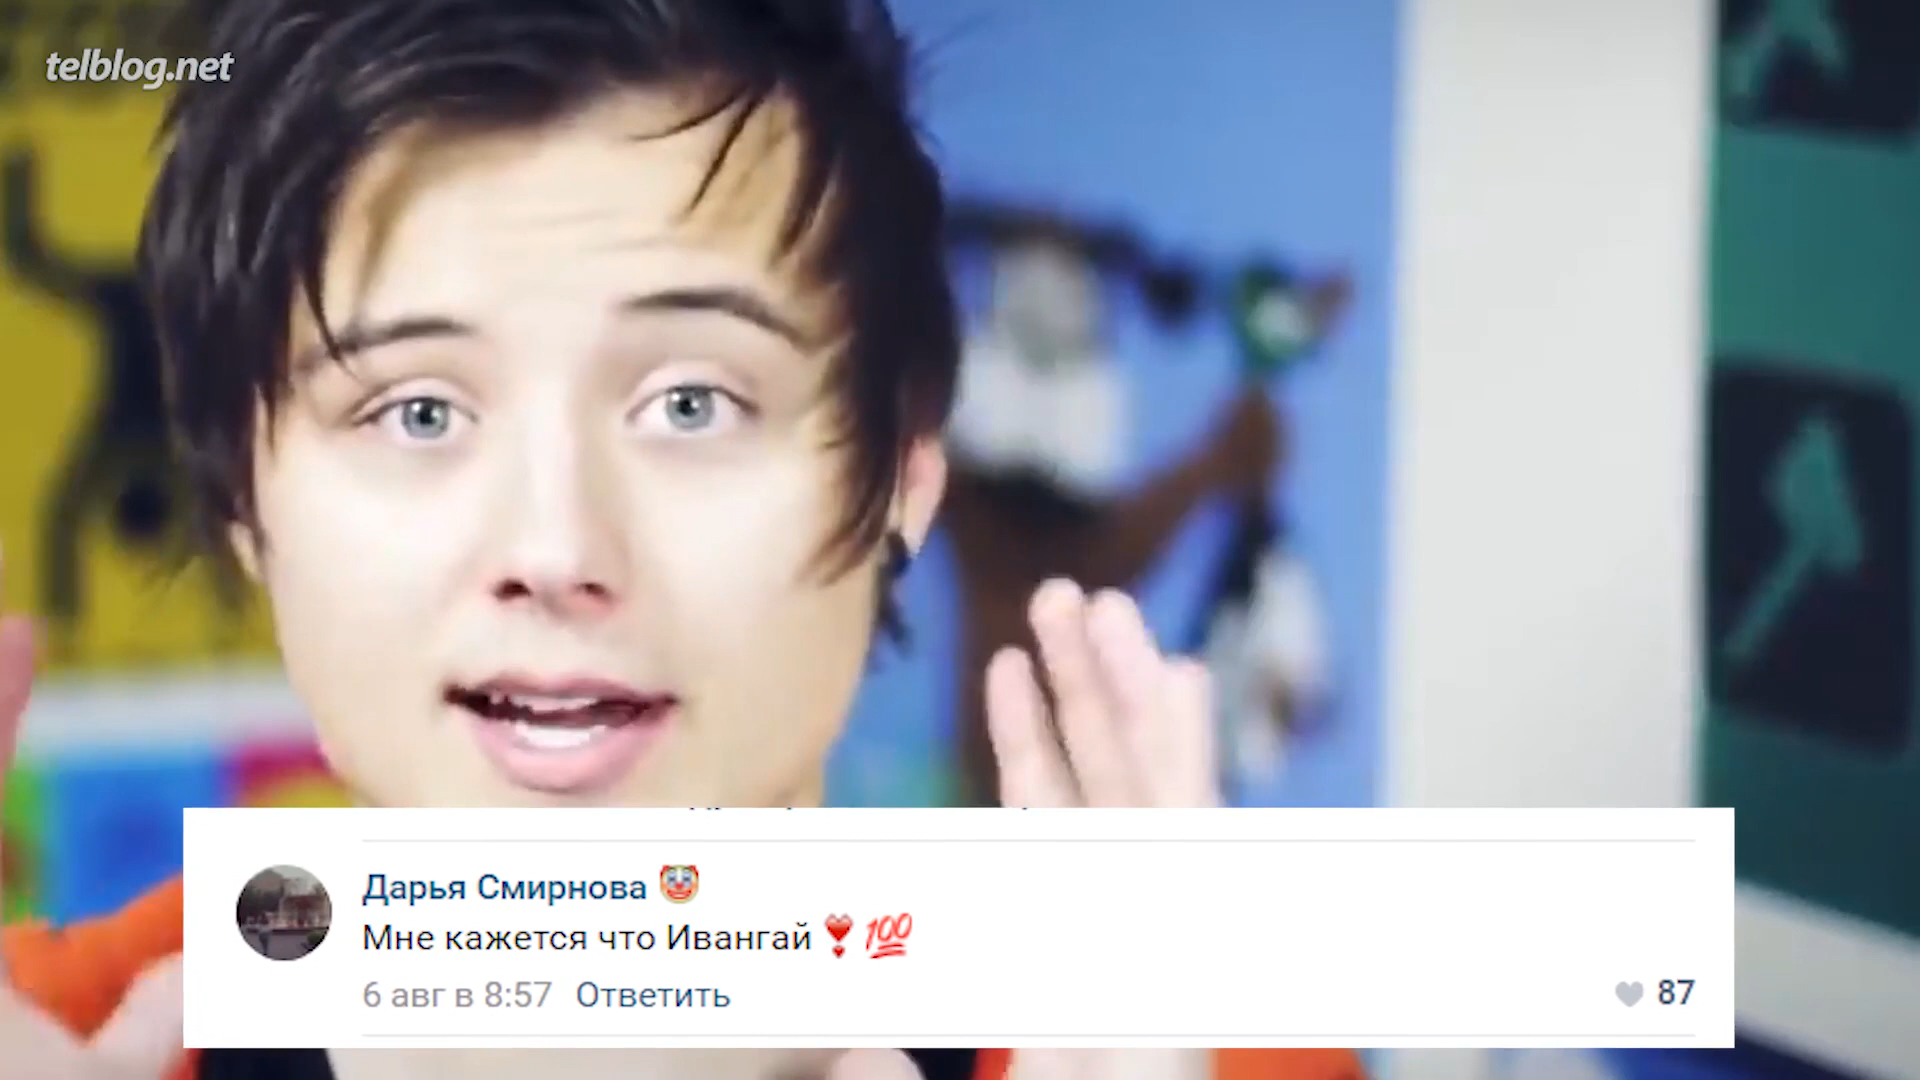 telblog.net
Дарья Смирнова 🤡
Мне кажется что Ивангай ❣️ 💯
6 авг в 8:57 Ответить 87